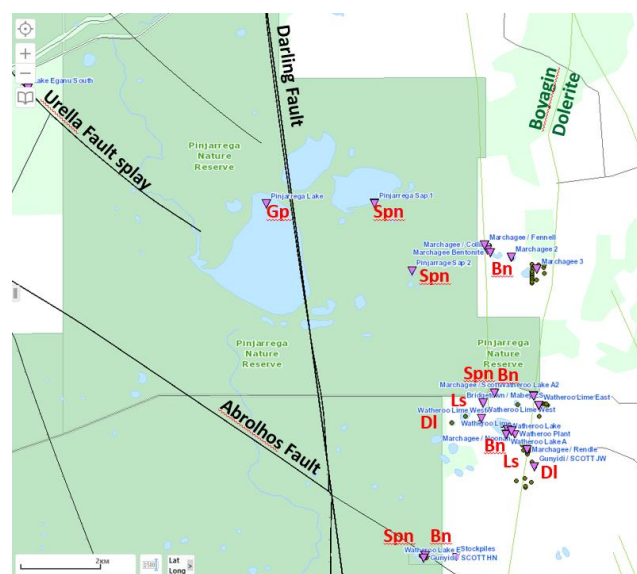 Lake Eganu South
Urella Fault splay
Darling Fault
Boyagin
Dolerite
Pinjarrega
Nature
Reserve
Pinjarrega Lake
Gp
Pinjarrega Sap 1
Spn
Pinjarrage Sap 2
Spn
Marchagee / Fennell
Marchagee / Colb
Marchagee Bentonite
Marchagee 2
Bn
Marchagee 3
Pinjarrega
Nature
Reserve
Pinjarrega
Nature
Reserve
Spn Bn
Marchagee / Scott
Watheroo Lake A2
Watheroo Lime East
Ls
Watheroo Lime West
Watheroo Lime West
Dl
Watheroo Lime
Watheroo Lake
Watheroo Plant
Watheroo Lake A
Bn
Marchagee / Rendle
Ls
Gunyidi / SCOTT JW
Dl
Abrolhos Fault
Spn Bn
Watheroo Lake E
Stockpiles
Gunyidi / SCOTT HN
2KM
Lat
Long